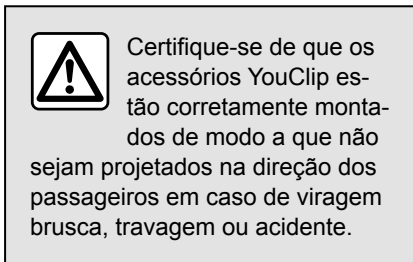 Certifique-se de que os
acessórios YouClip es-
tão corretamente monta-
dos de modo a que não
sejam projetados na direção dos
passageiros em caso de viragem
brusca, travagem ou acidente.